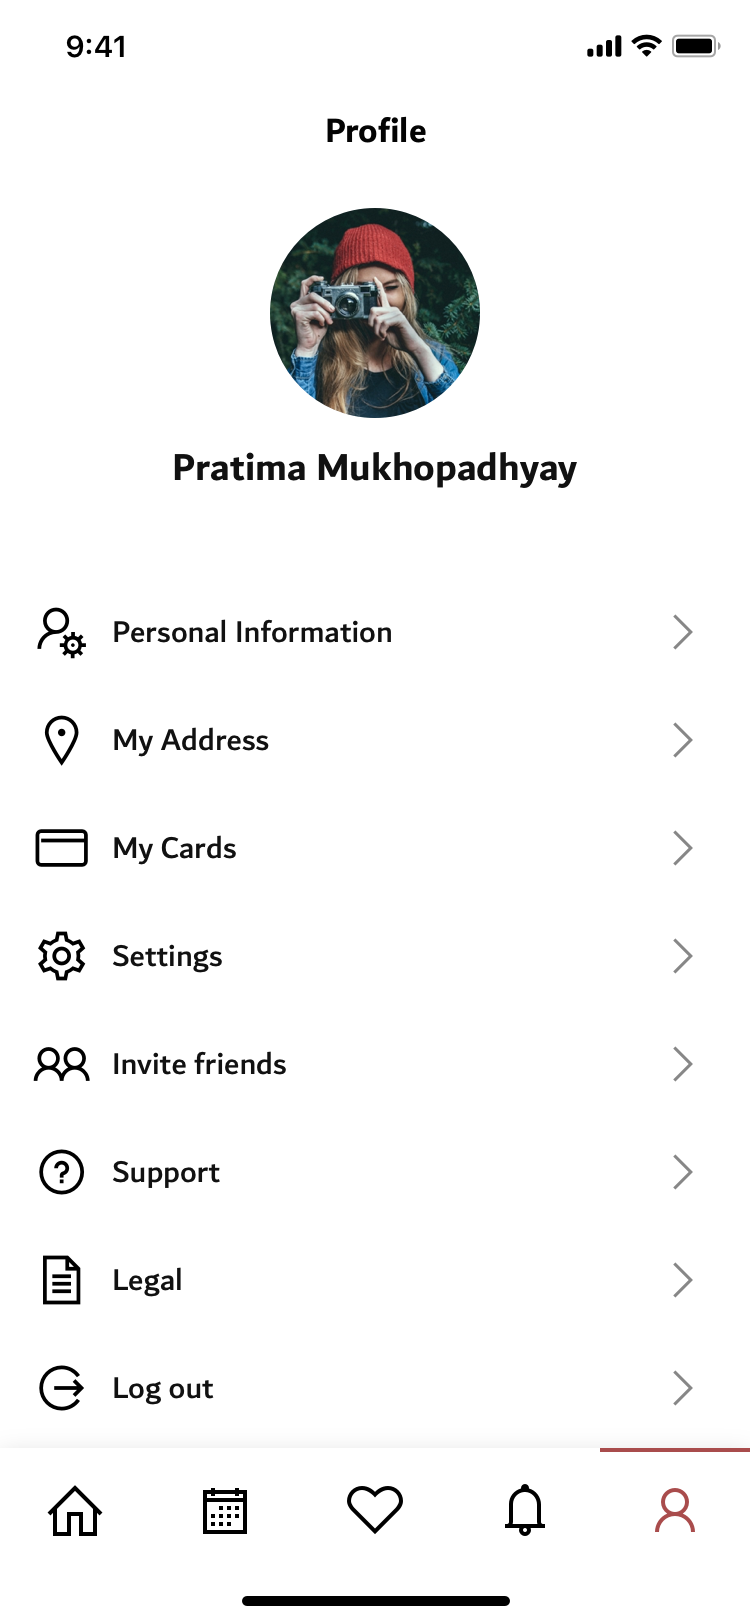 9:41
Profile
Pratima Mukhopadhyay
Personal Information
My Address
My Cards
Settings
Invite friends
Support
Legal
Log out